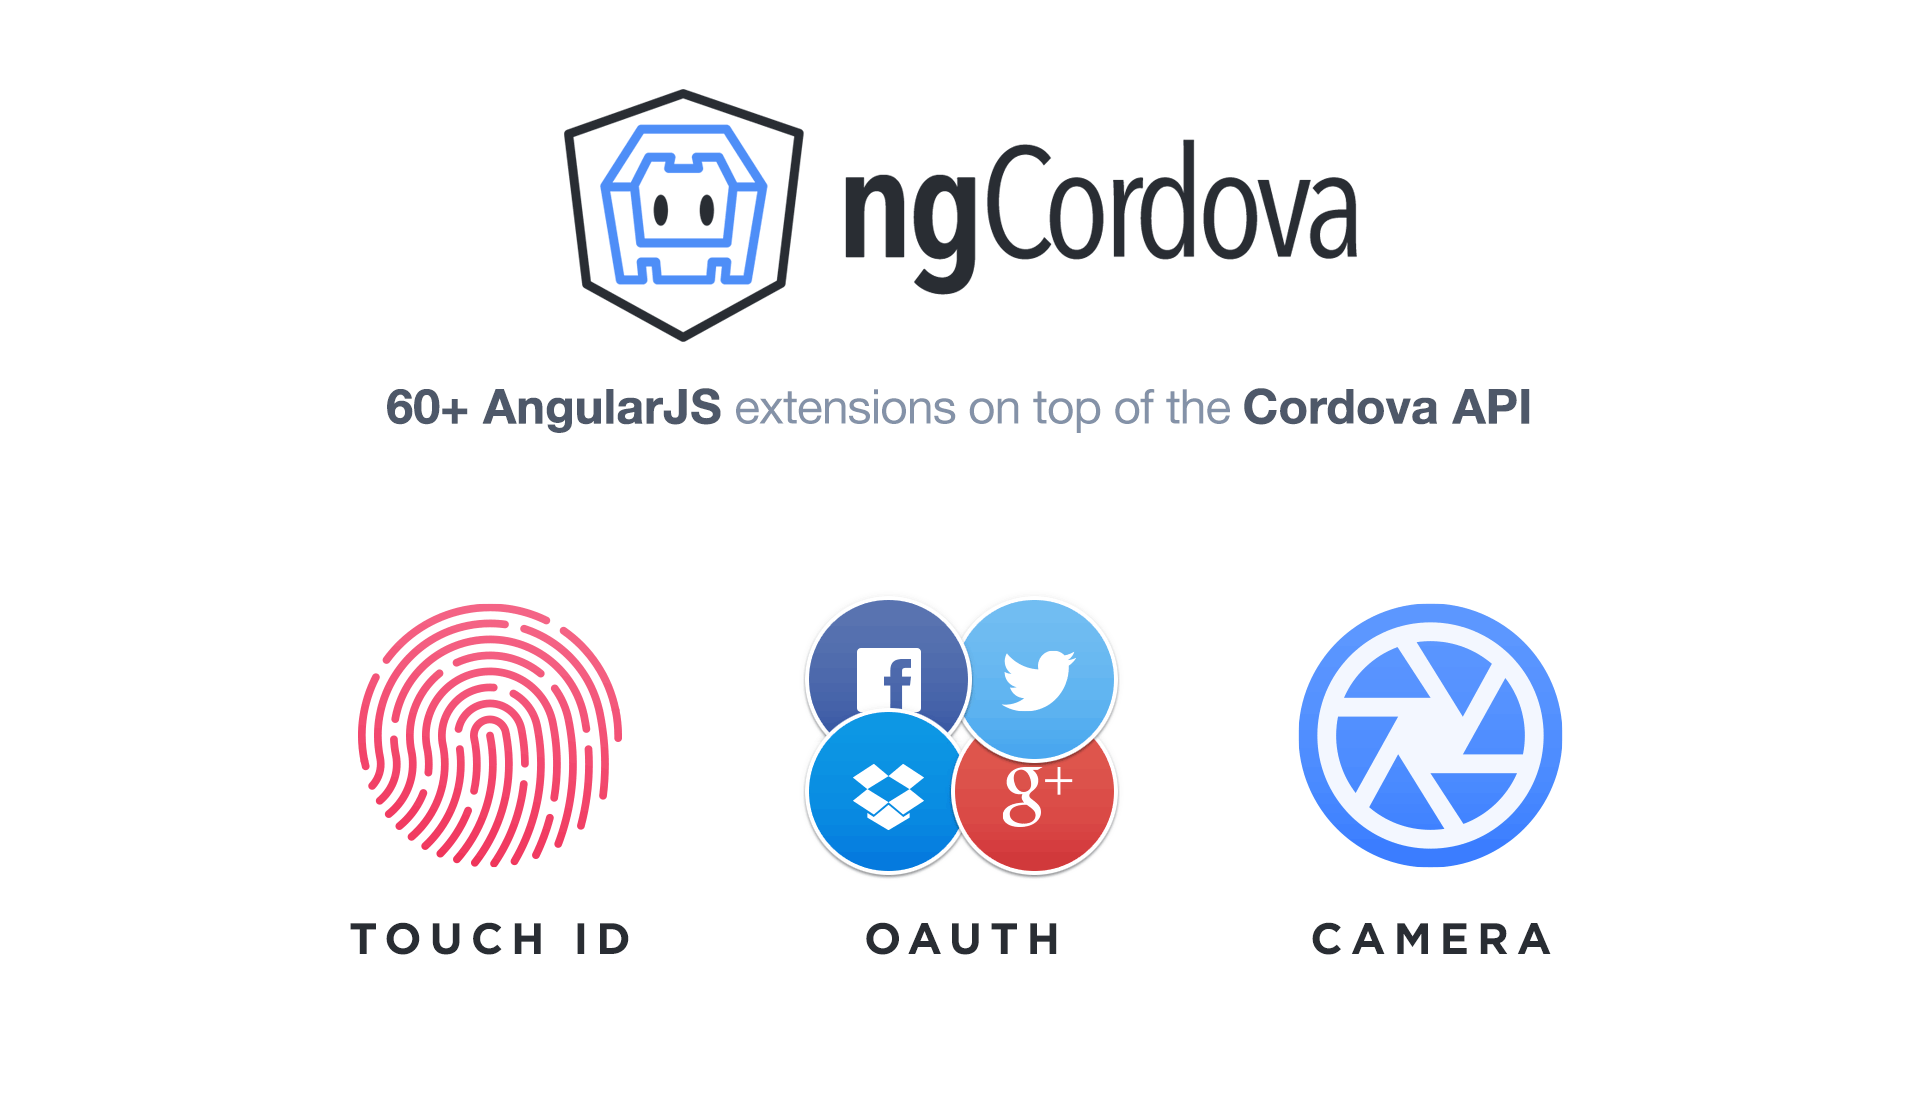 ngCordova
60+ AngularJS extensions on top of the Cordova API
f
g+
TOUCH ID
OAUTH
CAMERA